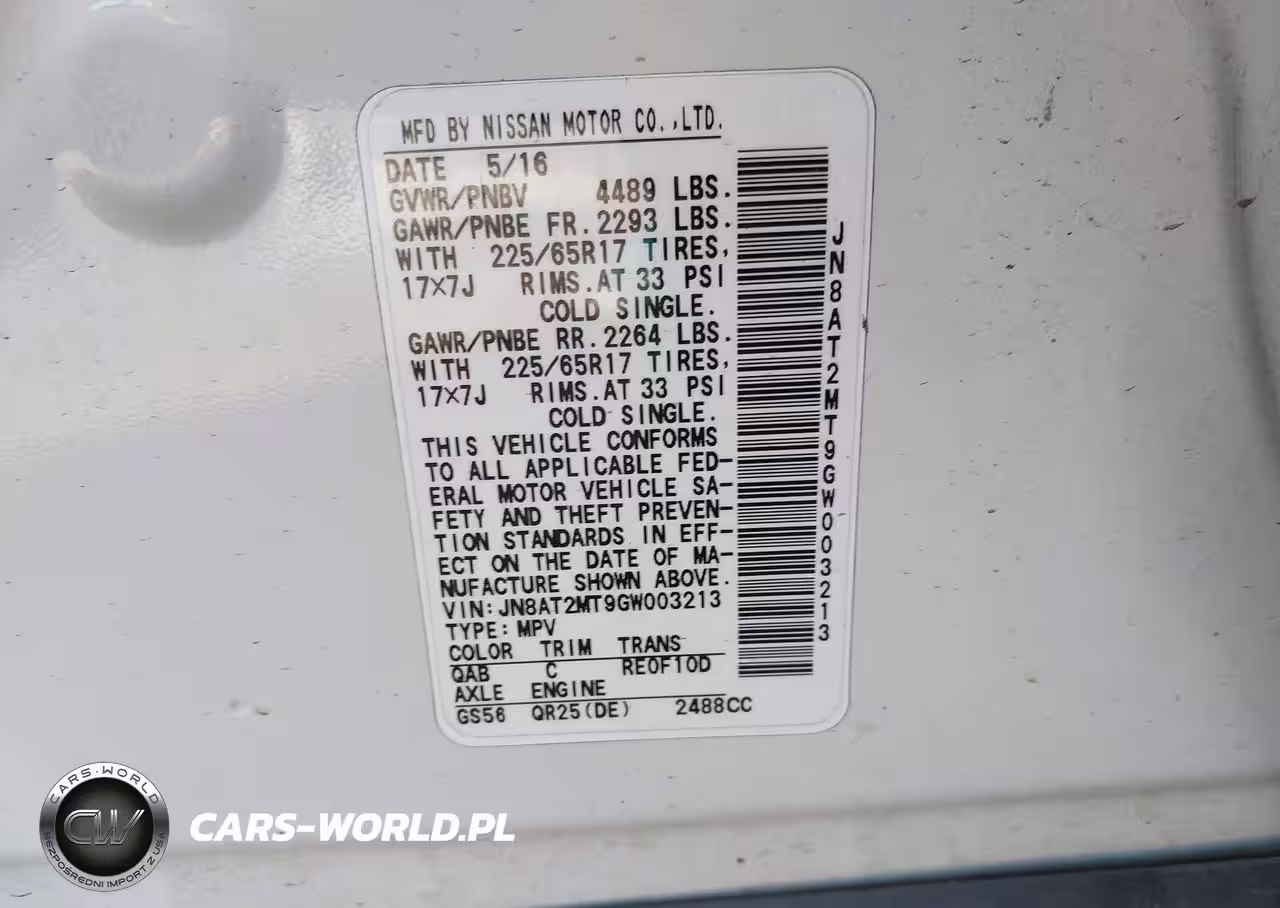 MFD BY NISSAN MOTOR CO.,LTD.
DATE 5/16
GVWR/PNBV 4489 LBS.
GAWR/PNBE FR. 2293 LBS.
WITH 225/65R17 TIRES,
17×7J RIMS. AT 33 PSI
COLD SINGLE.
GAWR/PNBE RR. 2264 LBS.
WITH 225/65R17 TIRES,
17×7J RIMS. AT 33 PSI
COLD SINGLE.
THIS VEHICLE CONFORMS
TO ALL APPLICABLE FED-
ERAL MOTOR VEHICLE SA-
FETY AND THEFT PREVEN-
TION STANDARDS IN EFF-
ECT ON THE DATE OF MA-
NUFACTURE SHOWN ABOVE.
VIN: JN8AT2MT9GW003213
TYPE: MPV
COLOR TRIM TRANS
QAB C RE0F10D
AXLE ENGINE
GS56 QR25(DE) 2488CC
JN8AT2MT9GW003213
CARS-WORLD
CW
BEZPOŚREDNI IMPORT Z USA
CARS-WORLD.PL